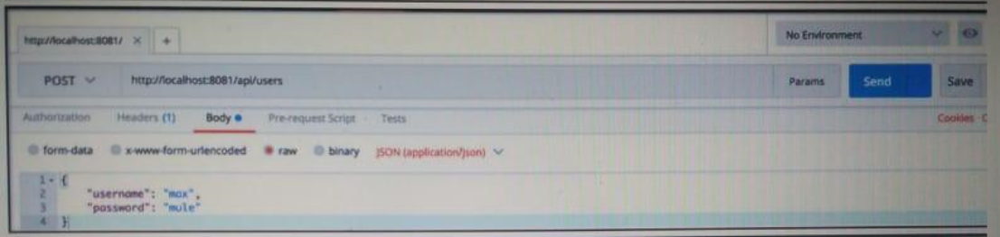 http://localhost:8081/ × +
No Environment
POST http://localhost:8081/api/users Params Send Save
Authorization Headers (1) Body Pre-request Script Tests Cookies
form-data x-www-form-urlencoded raw binary JSON (application/json)
1 {
2 "username": "max",
3 "password": "mule"
4 }